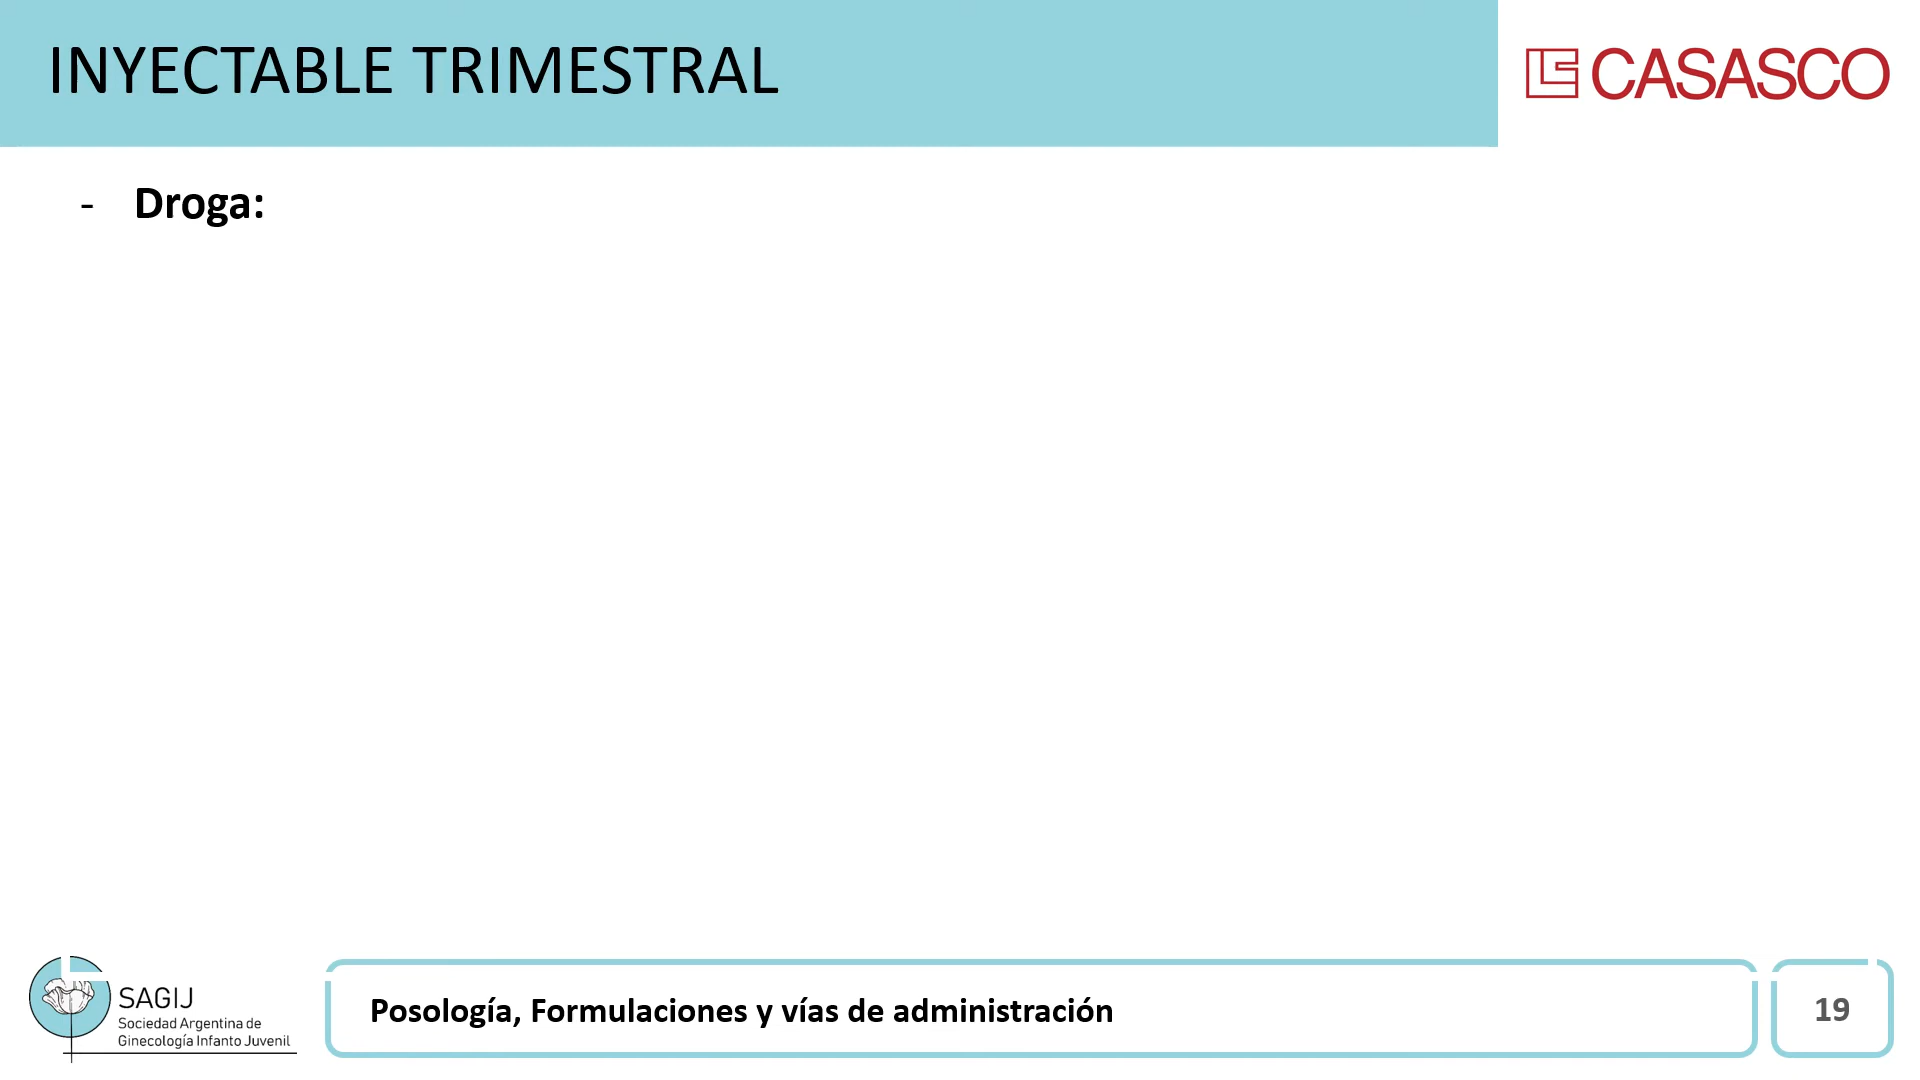 INYECTABLE TRIMESTRAL
CASASCO
- Droga:
SAGIJ
Sociedad Argentina de
Ginecología Infanto Juvenil
Posología, Formulaciones y vías de administración
19